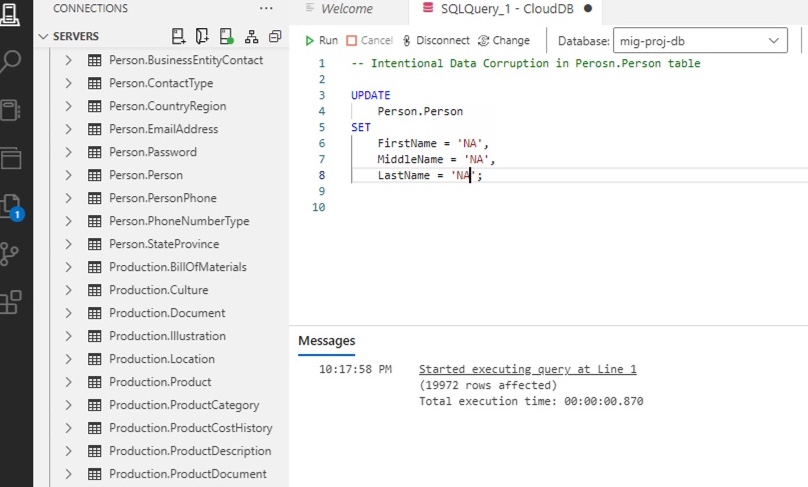 CONNECTIONS
SERVERS
Person.BusinessEntityContact
Person.ContactType
Person.CountryRegion
Person.EmailAddress
Person.Password
Person.Person
Person.PersonPhone
Person.PhoneNumberType
Person.StateProvince
Production.BillOfMaterials
Production.Culture
Production.Document
Production.Illustration
Production.Location
Production.Product
Production.ProductCategory
Production.ProductCostHistory
Production.ProductDescription
Production.ProductDocument
1
Welcome
SQLQuery_1 - CloudDB
Run Cancel Disconnect Change Database: mig-proj-db
1 -- Intentional Data Corruption in Perosn.Person table
2
3 UPDATE
4 Person.Person
5 SET
6 FirstName = 'NA',
7 MiddleName = 'NA',
8 LastName = 'NA';
9
10
Messages
10:17:58 PM Started executing query at Line 1
(19972 rows affected)
Total execution time: 00:00:00.870